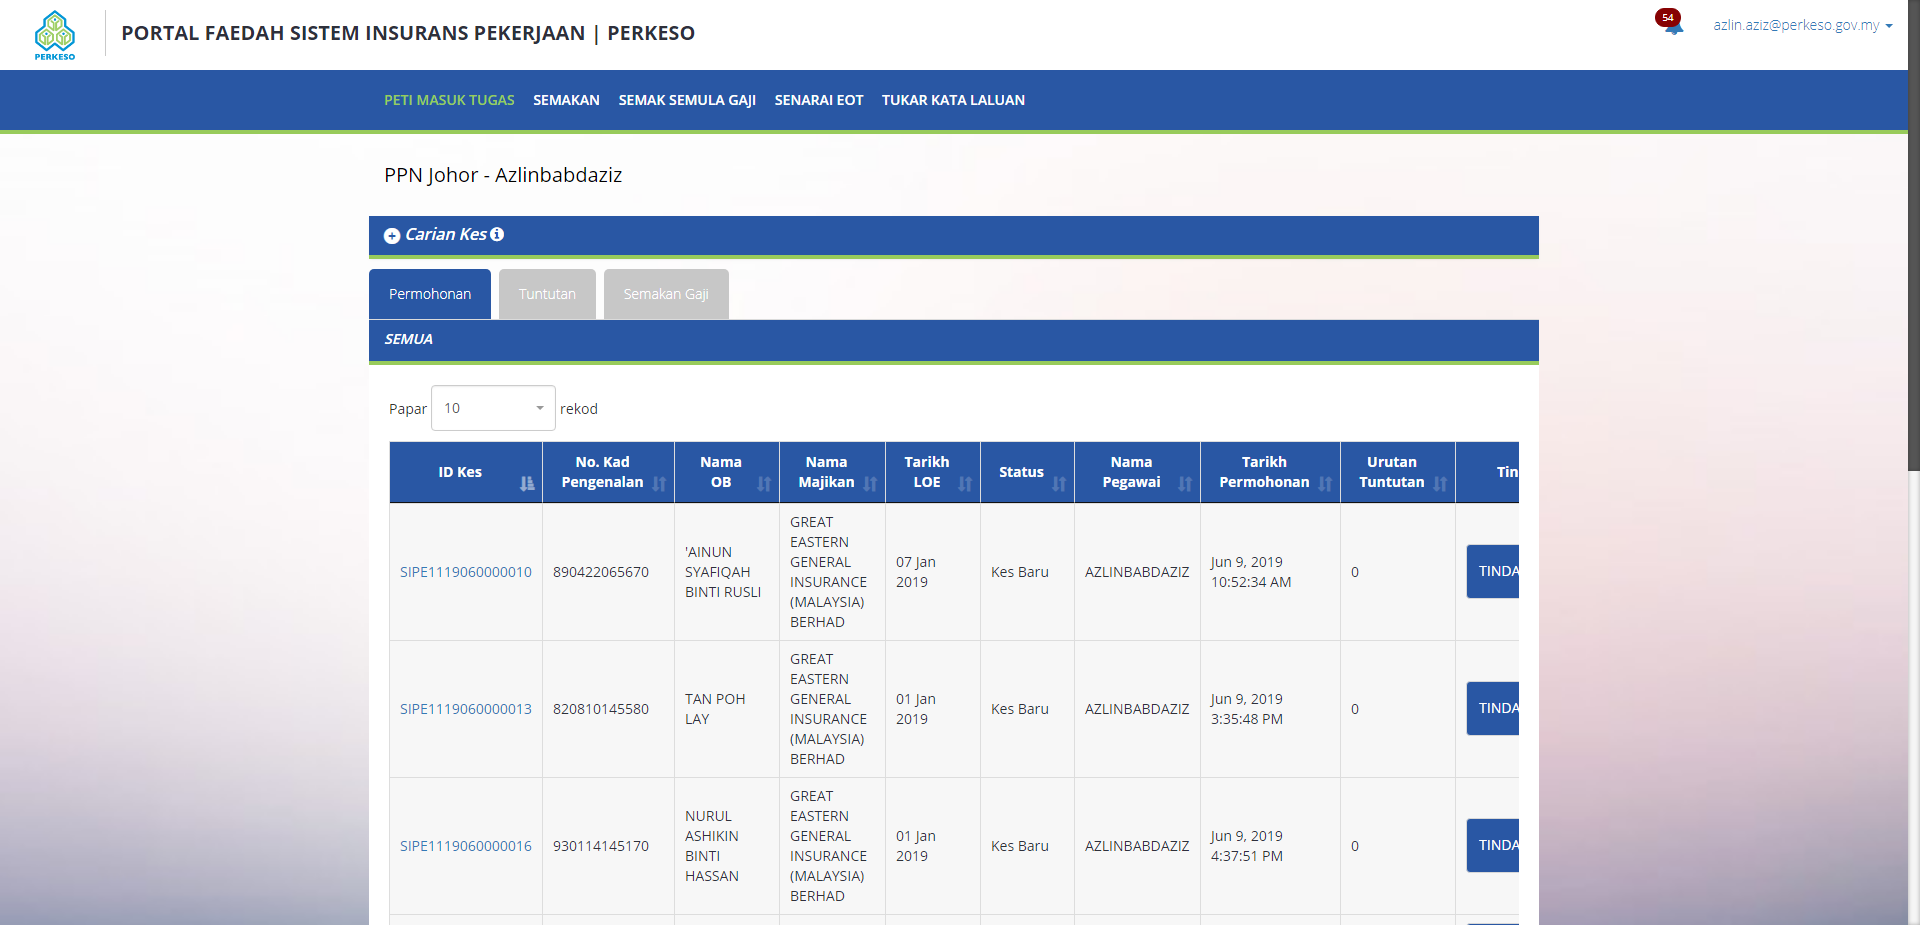 PERKESO
PORTAL FAEDAH SISTEM INSURANS PEKERJAAN | PERKESO
54
azlin.aziz@perkeso.gov.my
PETI MASUK TUGAS SEMAKAN SEMAK SEMULA GAJI SENARAI EOT TUKAR KATA LALUAN
PPN Johor - Azlinbabdaziz
Carian Kes
Permohonan Tuntutan Semakan Gaji
SEMUA
Papar 10 rekod
ID Kes
No. Kad
Pengenalan
Nama
OB
Nama
Majikan
Tarikh
LOE
Status
Nama
Pegawai
Tarikh
Permohonan
Urutan
Tuntutan
Tin
SIPE1119060000010
890422065670
'AINUN
SYAFIQAH
BINTI RUSLI
GREAT
EASTERN
GENERAL
INSURANCE
(MALAYSIA)
BERHAD
07 Jan
2019
Kes Baru
AZLINBABDAZIZ
Jun 9, 2019
10:52:34 AM
0
TINDA
SIPE1119060000013
820810145580
TAN POH
LAY
GREAT
EASTERN
GENERAL
INSURANCE
(MALAYSIA)
BERHAD
01 Jan
2019
Kes Baru
AZLINBABDAZIZ
Jun 9, 2019
3:35:48 PM
0
TINDA
SIPE1119060000016
930114145170
NURUL
ASHIKIN
BINTI
HASSAN
GREAT
EASTERN
GENERAL
INSURANCE
(MALAYSIA)
BERHAD
01 Jan
2019
Kes Baru
AZLINBABDAZIZ
Jun 9, 2019
4:37:51 PM
0
TINDA